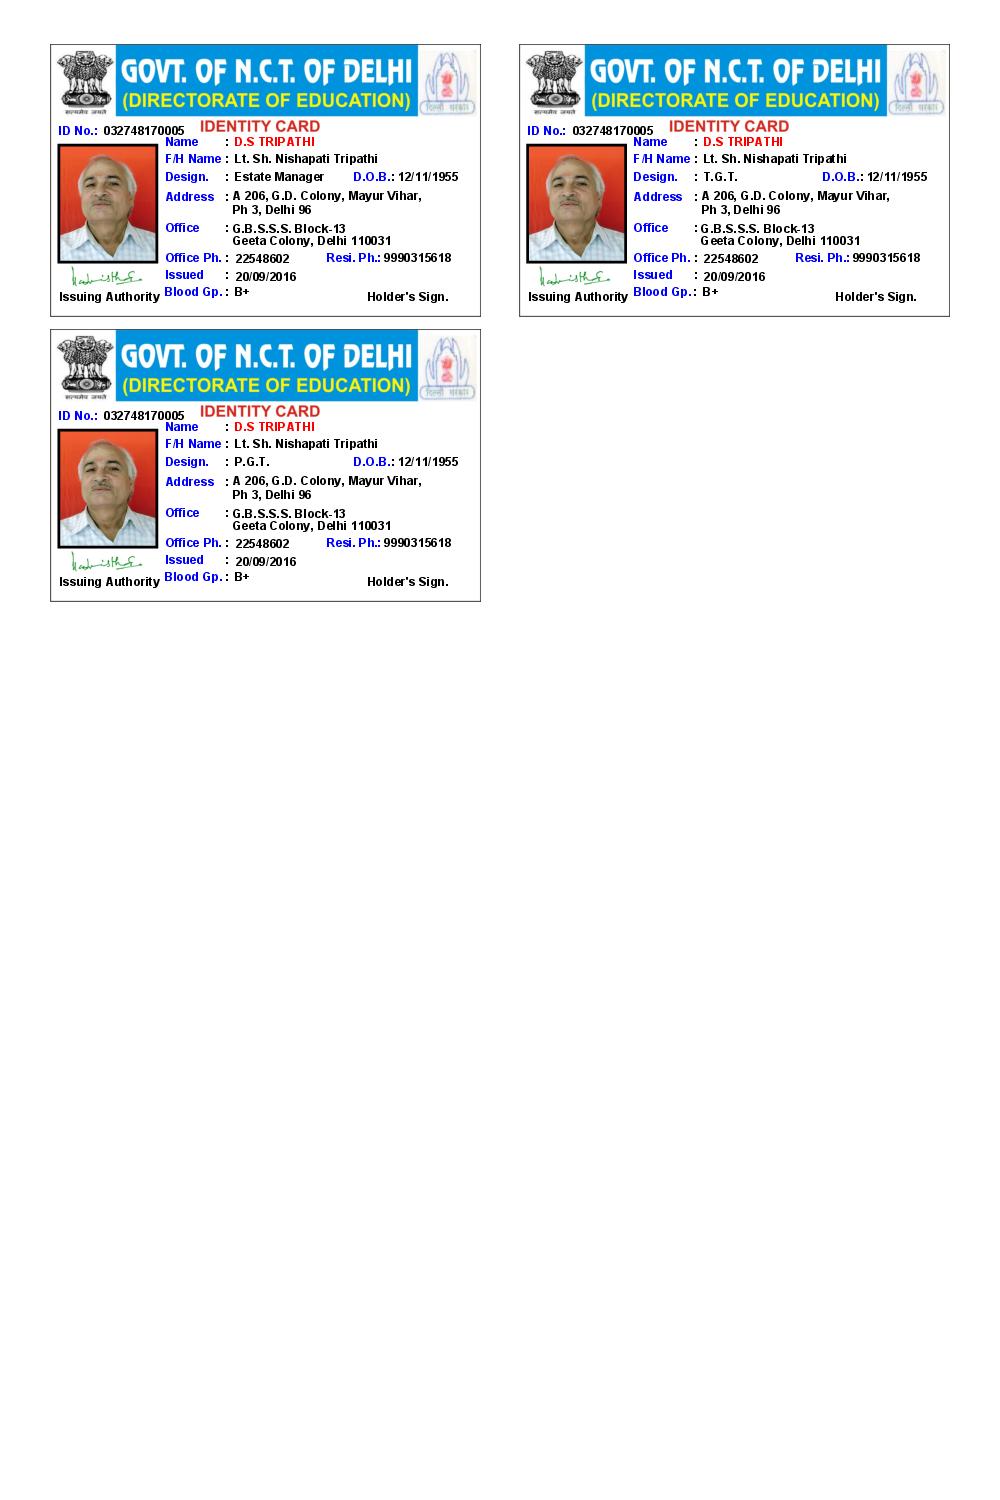 GOVT. OF N.C.T. OF DELHI
(DIRECTORATE OF EDUCATION)
सत्यमेव जयते
दिल्ली सरकार
IDENTITY CARD
ID No.: 032748170005
Name : D.S TRIPATHI
F/H Name : Lt. Sh. Nishapati Tripathi
Design. : Estate Manager D.O.B.: 12/11/1955
Address : A 206, G.D. Colony, Mayur Vihar,
Ph 3, Delhi 96
Office : G.B.S.S.S. Block-13
Geeta Colony, Delhi 110031
Office Ph. : 22548602 Resi. Ph.: 9990315618
Issued : 20/09/2016
Blood Gp. : B+
Issuing Authority
Holder's Sign.
GOVT. OF N.C.T. OF DELHI
(DIRECTORATE OF EDUCATION)
सत्यमेव जयते
दिल्ली सरकार
IDENTITY CARD
ID No.: 032748170005
Name : D.S TRIPATHI
F/H Name : Lt. Sh. Nishapati Tripathi
Design. : T.G.T. D.O.B.: 12/11/1955
Address : A 206, G.D. Colony, Mayur Vihar,
Ph 3, Delhi 96
Office : G.B.S.S.S. Block-13
Geeta Colony, Delhi 110031
Office Ph. : 22548602 Resi. Ph.: 9990315618
Issued : 20/09/2016
Blood Gp. : B+
Issuing Authority
Holder's Sign.
GOVT. OF N.C.T. OF DELHI
(DIRECTORATE OF EDUCATION)
सत्यमेव जयते
दिल्ली सरकार
IDENTITY CARD
ID No.: 032748170005
Name : D.S TRIPATHI
F/H Name : Lt. Sh. Nishapati Tripathi
Design. : P.G.T. D.O.B.: 12/11/1955
Address : A 206, G.D. Colony, Mayur Vihar,
Ph 3, Delhi 96
Office : G.B.S.S.S. Block-13
Geeta Colony, Delhi 110031
Office Ph. : 22548602 Resi. Ph.: 9990315618
Issued : 20/09/2016
Blood Gp. : B+
Issuing Authority
Holder's Sign.